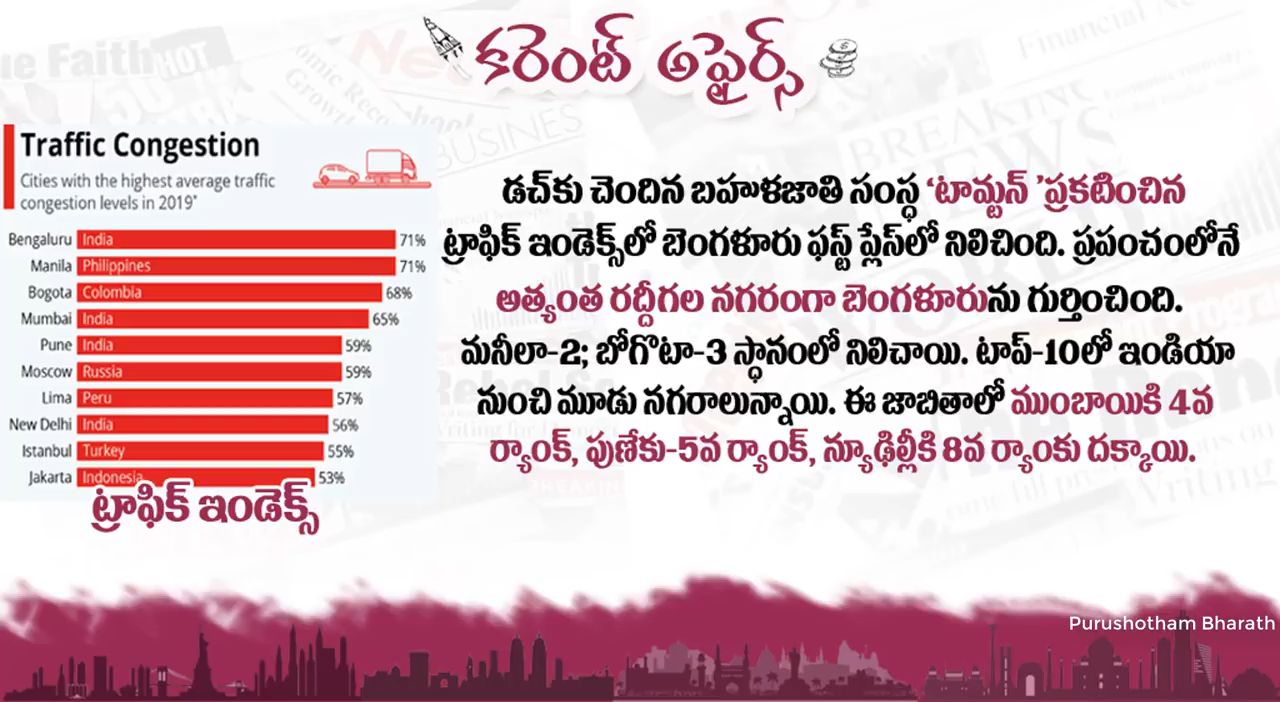 కరెంట్ అఫైర్స్
Traffic Congestion
Cities with the highest average traffic
congestion levels in 2019*
Bengaluru India 71%
Manila Philippines 71%
Bogota Colombia 68%
Mumbai India 65%
Pune India 59%
Moscow Russia 59%
Lima Peru 57%
New Delhi India 56%
Istanbul Turkey 55%
Jakarta Indonesia 53%
ట్రాఫిక్ ఇండెక్స్
డచ్‌కు చెందిన బహుళజాతి సంస్థ ‘టామ్టన్ ’ప్రకటించిన
ట్రాఫిక్ ఇండెక్స్‌లో బెంగళూరు ఫస్ట్ ప్లేస్‌లో నిలిచింది. ప్రపంచంలోనే
అత్యంత రద్దీగల నగరంగా బెంగళూరును గుర్తించింది.
మనీలా-2; బోగొటా-3 స్థానంలో నిలిచాయి. టాప్-10లో ఇండియా
నుంచి మూడు నగరాలున్నాయి. ఈ జాబితాలో ముంబాయికి 4వ
ర్యాంక్, పుణేకు-5వ ర్యాంక్, న్యూఢిల్లీకి 8వ ర్యాంకు దక్కాయి.
Purushotham Bharath